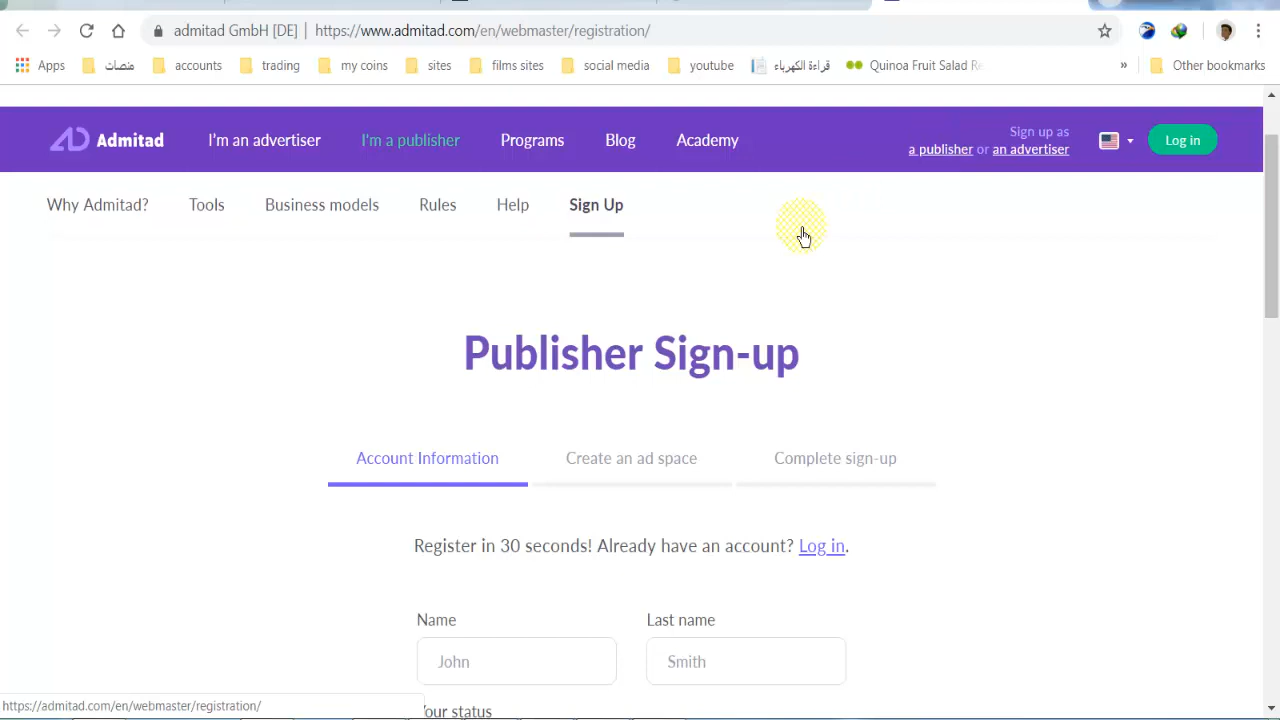 admitad GmbH [DE] | https://www.admitad.com/en/webmaster/registration/
Apps منصات accounts trading my coins sites films sites social media youtube قراءة الكهرباء Quinoa Fruit Salad Re » Other bookmarks
Admitad I'm an advertiser I'm a publisher Programs Blog Academy
Sign up as
a publisher or an advertiser
Log in
Why Admitad? Tools Business models Rules Help Sign Up
Publisher Sign-up
Account Information Create an ad space Complete sign-up
Register in 30 seconds! Already have an account? Log in.
Name Last name
John Smith
Your status
https://admitad.com/en/webmaster/registration/